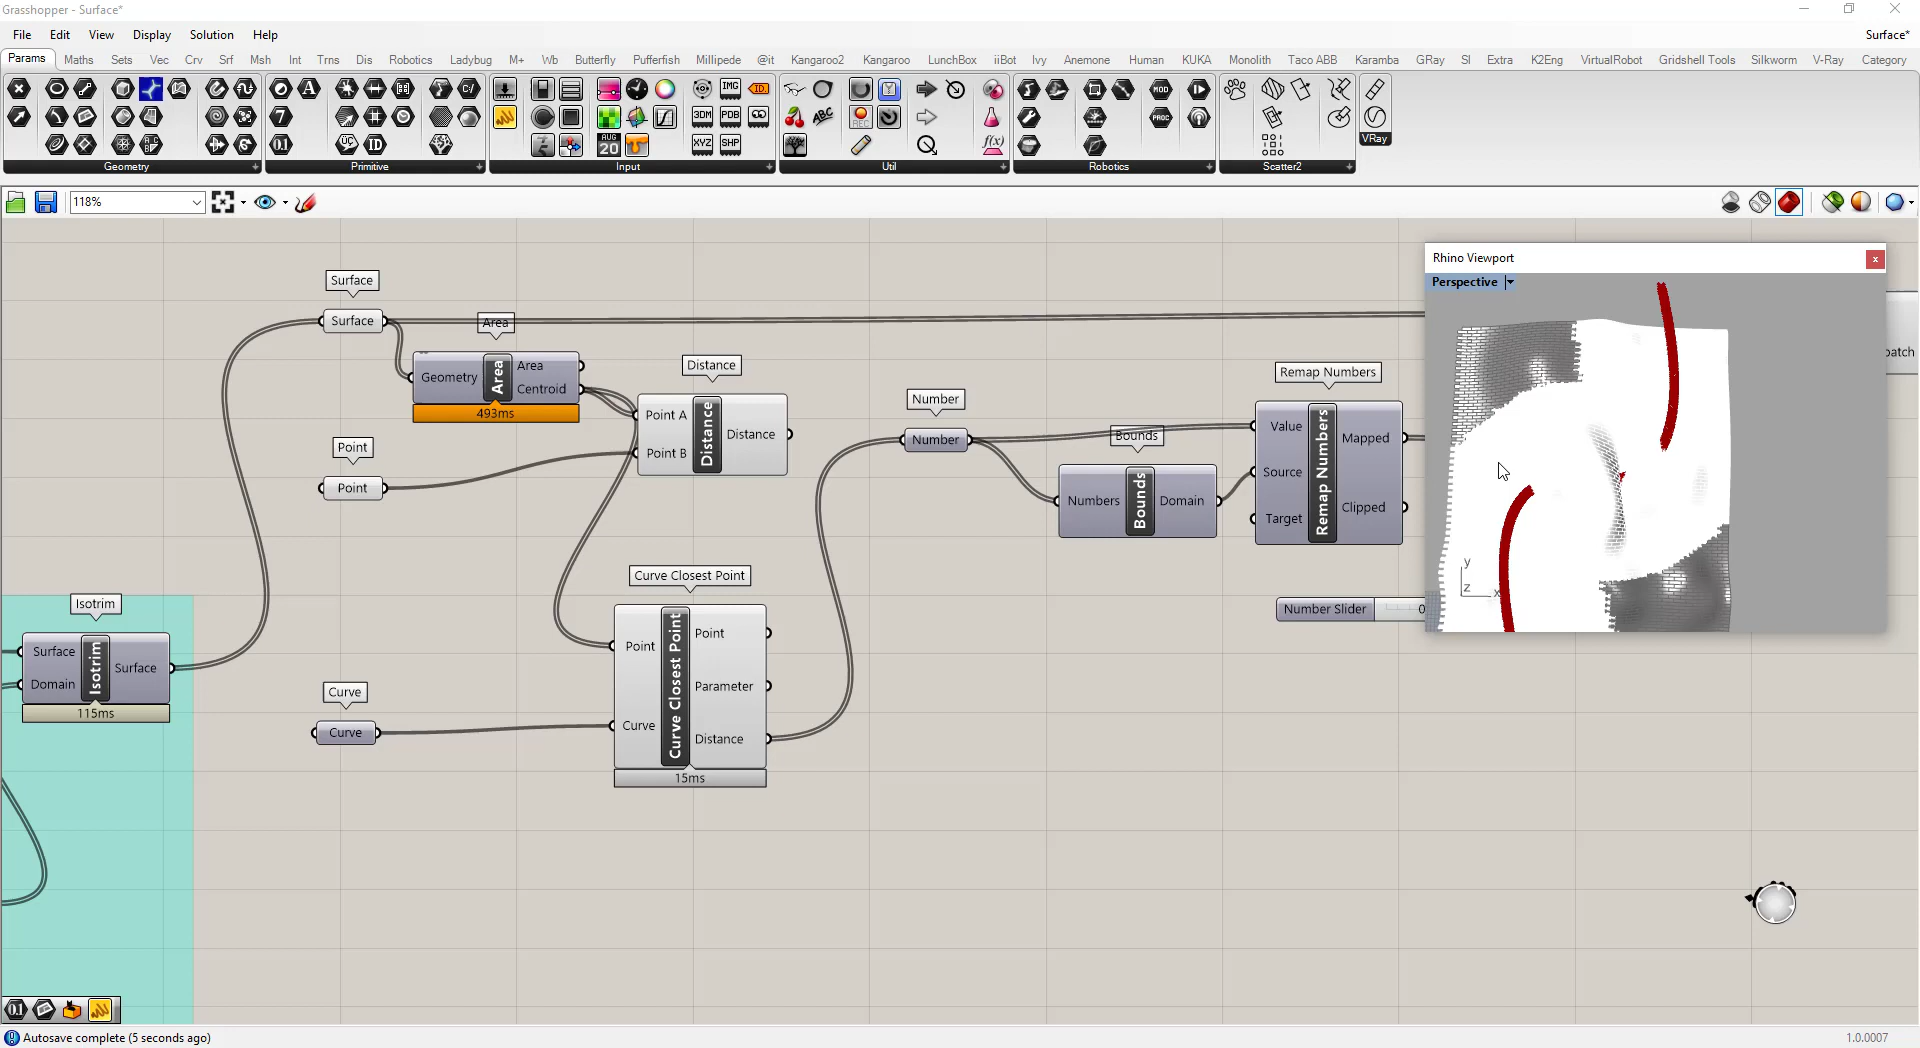 Grasshopper - Surface*
File Edit View Display Solution Help Surface*
Params Maths Sets Vec Crv Srf Msh Int Trns Dis Robotics Ladybug M+ Wb Butterfly Pufferfish Millipede @it Kangaroo2 Kangaroo LunchBox iiBot Ivy Anemone Human KUKA Monolith Taco ABB Karamba GRay SI Extra K2Eng VirtualRobot Gridshell Tools Silkworm V-Ray Category
Geometry Primitive Input Util Robotics Scatter2 VRay
118%
Rhino Viewport
Perspective
Surface
Surface
Area
Geometry Area Area
Centroid
493ms
Distance
Point A Distance Distance
Point B
Point
Point
Number
Number
Bounds
Numbers Bounds Domain
Remap Numbers
Value Remap Numbers Mapped
Source
Target Clipped
atch
Isotrim
Surface Isotrim Surface
Domain
115ms
Curve Closest Point
Point Curve Closest Point Point
Parameter
Curve Distance
15ms
Curve
Curve
Number Slider 0
y
z x
Autosave complete (5 seconds ago) 1.0.0007